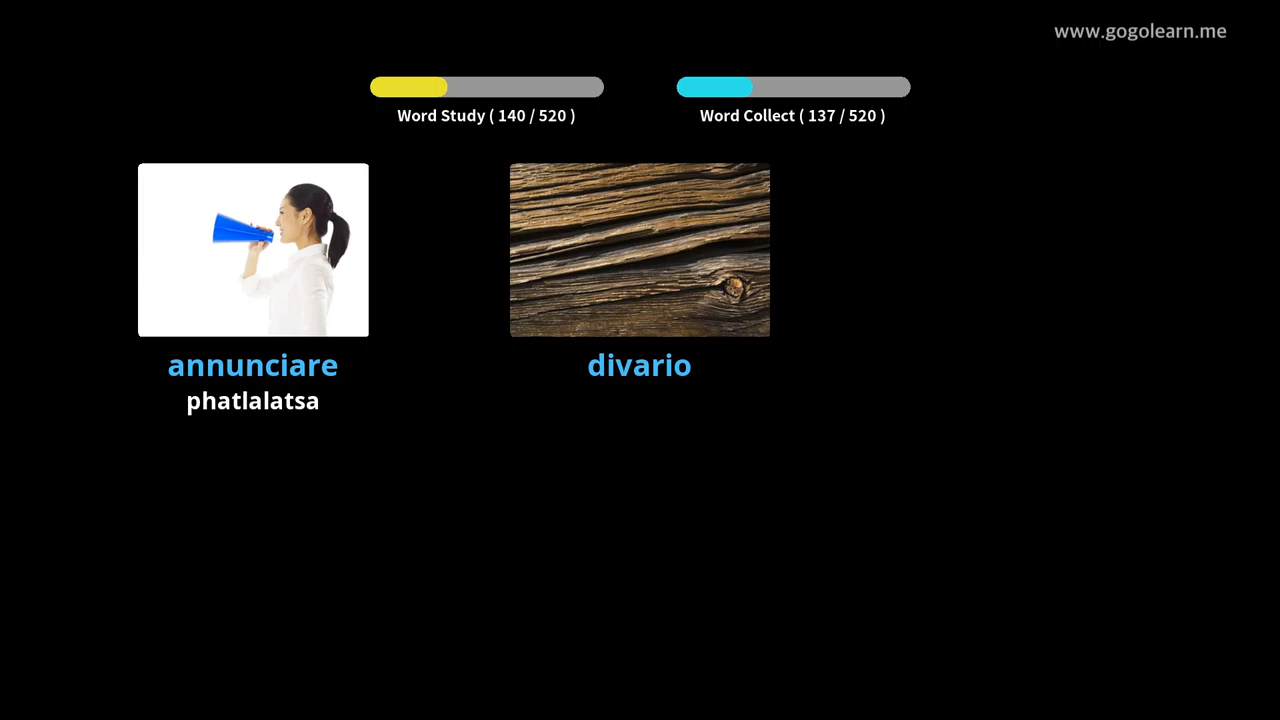 www.gogolearn.me
Word Study ( 140 / 520 )
Word Collect ( 137 / 520 )
annunciare
divario
phatlalatsa